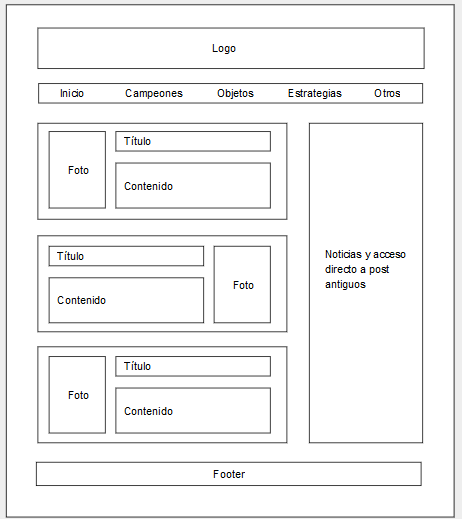 Logo
Inicio Campeones Objetos Estrategias Otros
Foto
Título
Contenido
Título
Contenido
Foto
Foto
Título
Contenido
Noticias y acceso
directo a post
antiguos
Footer